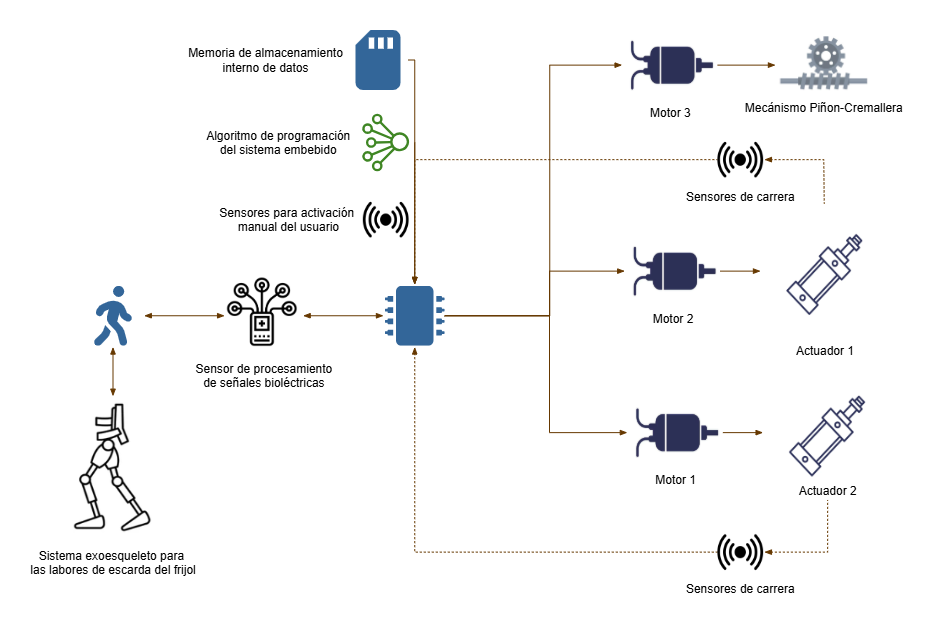 Memoria de almacenamiento
interno de datos
Algoritmo de programación
del sistema embebido
Sensores para activación
manual del usuario
Sensor de procesamiento
de señales bioléctricas
Sistema exoesqueleto para
las labores de escarda del frijol
Motor 3
Mecánismo Piñon-Cremallera
Sensores de carrera
Motor 2
Actuador 1
Motor 1
Actuador 2
Sensores de carrera